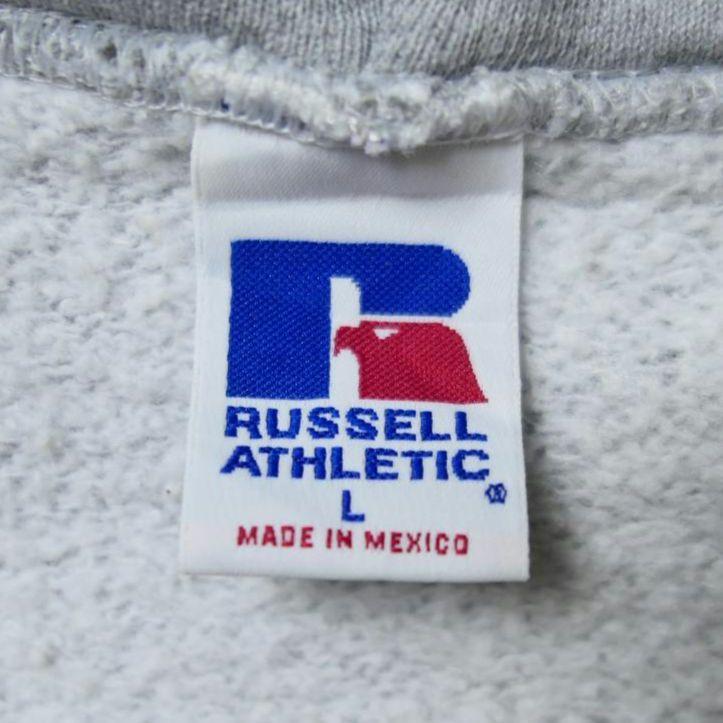 R
RUSSELL
ATHLETIC
L
MADE IN MEXICO